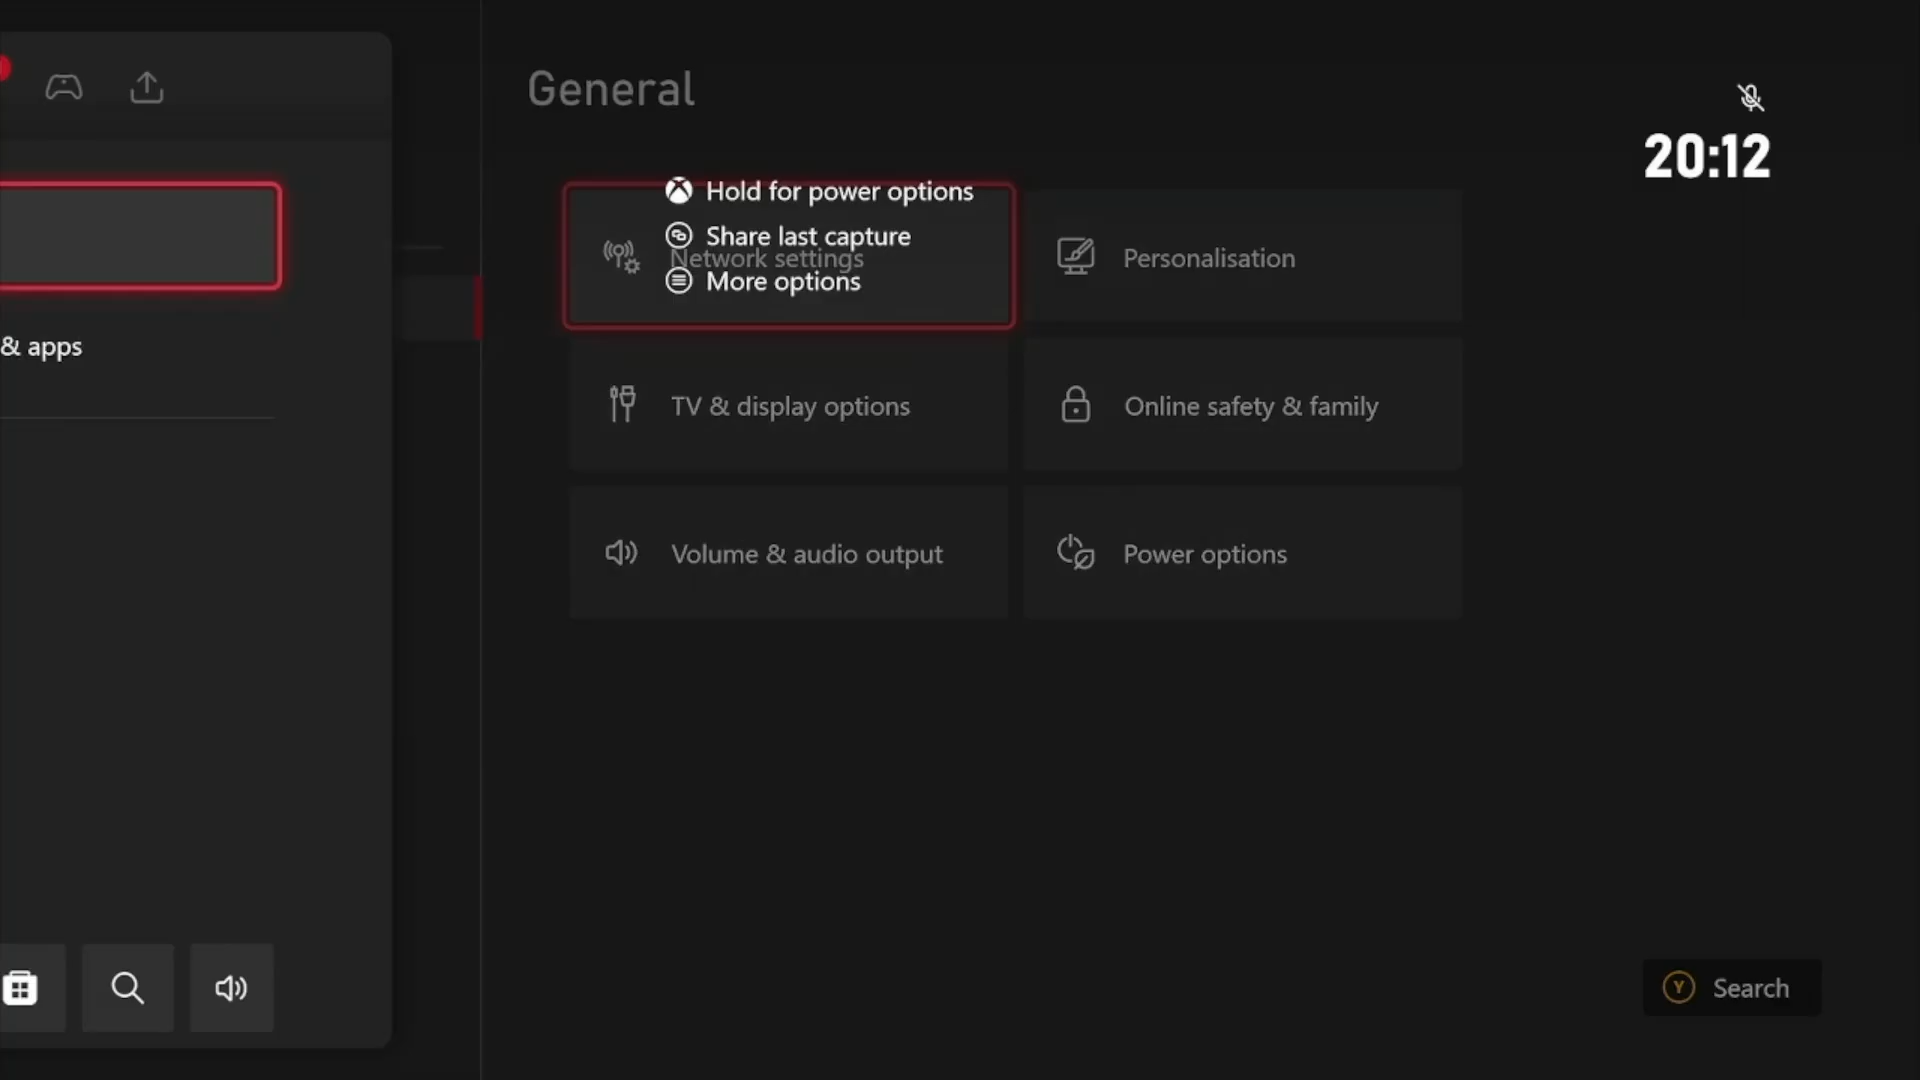 General
20:12
Hold for power options
Share last capture
Network settings
More options
Personalisation
& apps
TV & display options
Online safety & family
Volume & audio output
Power options
Y Search